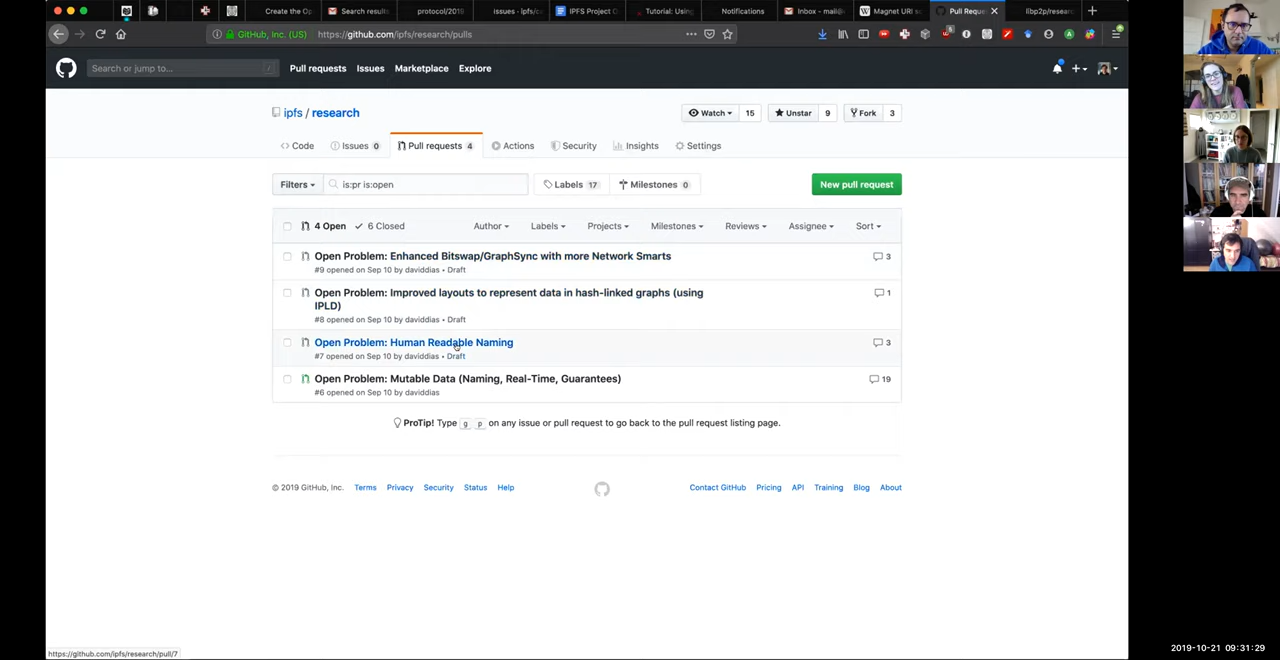 Create the Op
Search results
protocol/2019
issues - ipfs/c
IPFS Project O
Tutorial: Using
Notifications
Inbox - mail@
Magnet URI sc
Pull Reque
libp2p/resear
GitHub, Inc. (US)
https://github.com/ipfs/research/pulls
Search or jump to...
/
Pull requests
Issues
Marketplace
Explore
ipfs / research
Watch 15
Unstar 9
Fork 3
Code
Issues 0
Pull requests 4
Actions
Security
Insights
Settings
Filters
is:pr is:open
Labels 17
Milestones 0
New pull request
4 Open
6 Closed
Author
Labels
Projects
Milestones
Reviews
Assignee
Sort
Open Problem: Enhanced Bitswap/GraphSync with more Network Smarts
3
#9 opened on Sep 10 by daviddias • Draft
Open Problem: Improved layouts to represent data in hash-linked graphs (using
IPLD)
1
#8 opened on Sep 10 by daviddias • Draft
Open Problem: Human Readable Naming
3
#7 opened on Sep 10 by daviddias • Draft
Open Problem: Mutable Data (Naming, Real-Time, Guarantees)
19
#6 opened on Sep 10 by daviddias
ProTip! Type g p on any issue or pull request to go back to the pull request listing page.
© 2019 GitHub, Inc.
Terms
Privacy
Security
Status
Help
Contact GitHub
Pricing
API
Training
Blog
About
https://github.com/ipfs/research/pull/7
2019-10-21 09:31:29